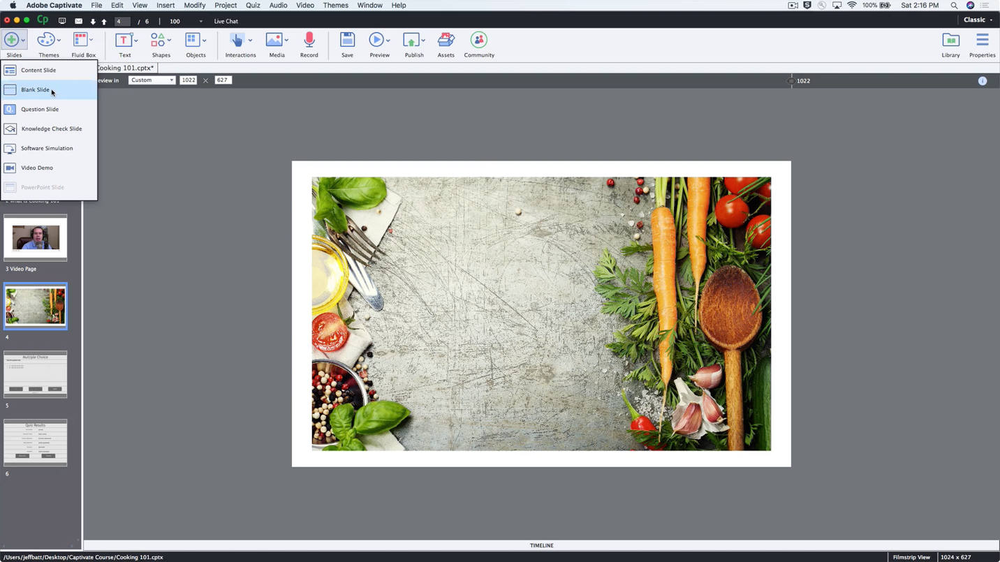 Adobe Captivate File Edit View Insert Modify Project Quiz Audio Video Themes Window Help 100% Sat 2:16 PM
Cp 4 / 6 100 Live Chat Classic
Slides Themes Fluid Box Text Shapes Objects Interactions Media Record Save Preview Publish Assets Community Library Properties
Cooking 101.cptx*
eview in Custom 1022 627 1022
Content Slide
Blank Slide
Question Slide
Knowledge Check Slide
Software Simulation
Video Demo
PowerPoint Slide
2 What is Cooking 101
3 Video Page
4
Multiple Choice
5
Quiz Results
6
TIMELINE
/Users/jeffbatt/Desktop/Captivate Course/Cooking 101.cptx Filmstrip View 1024 x 627